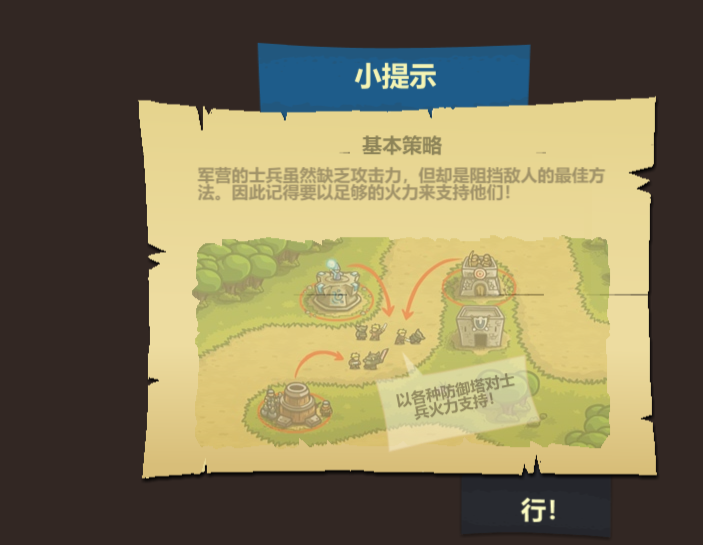 小提示
基本策略
军营的士兵虽然缺乏攻击力，但却是阻挡敌人的最佳方
法。因此记得要以足够的火力来支持他们！
以各种防御塔对士
兵火力支持！
行！